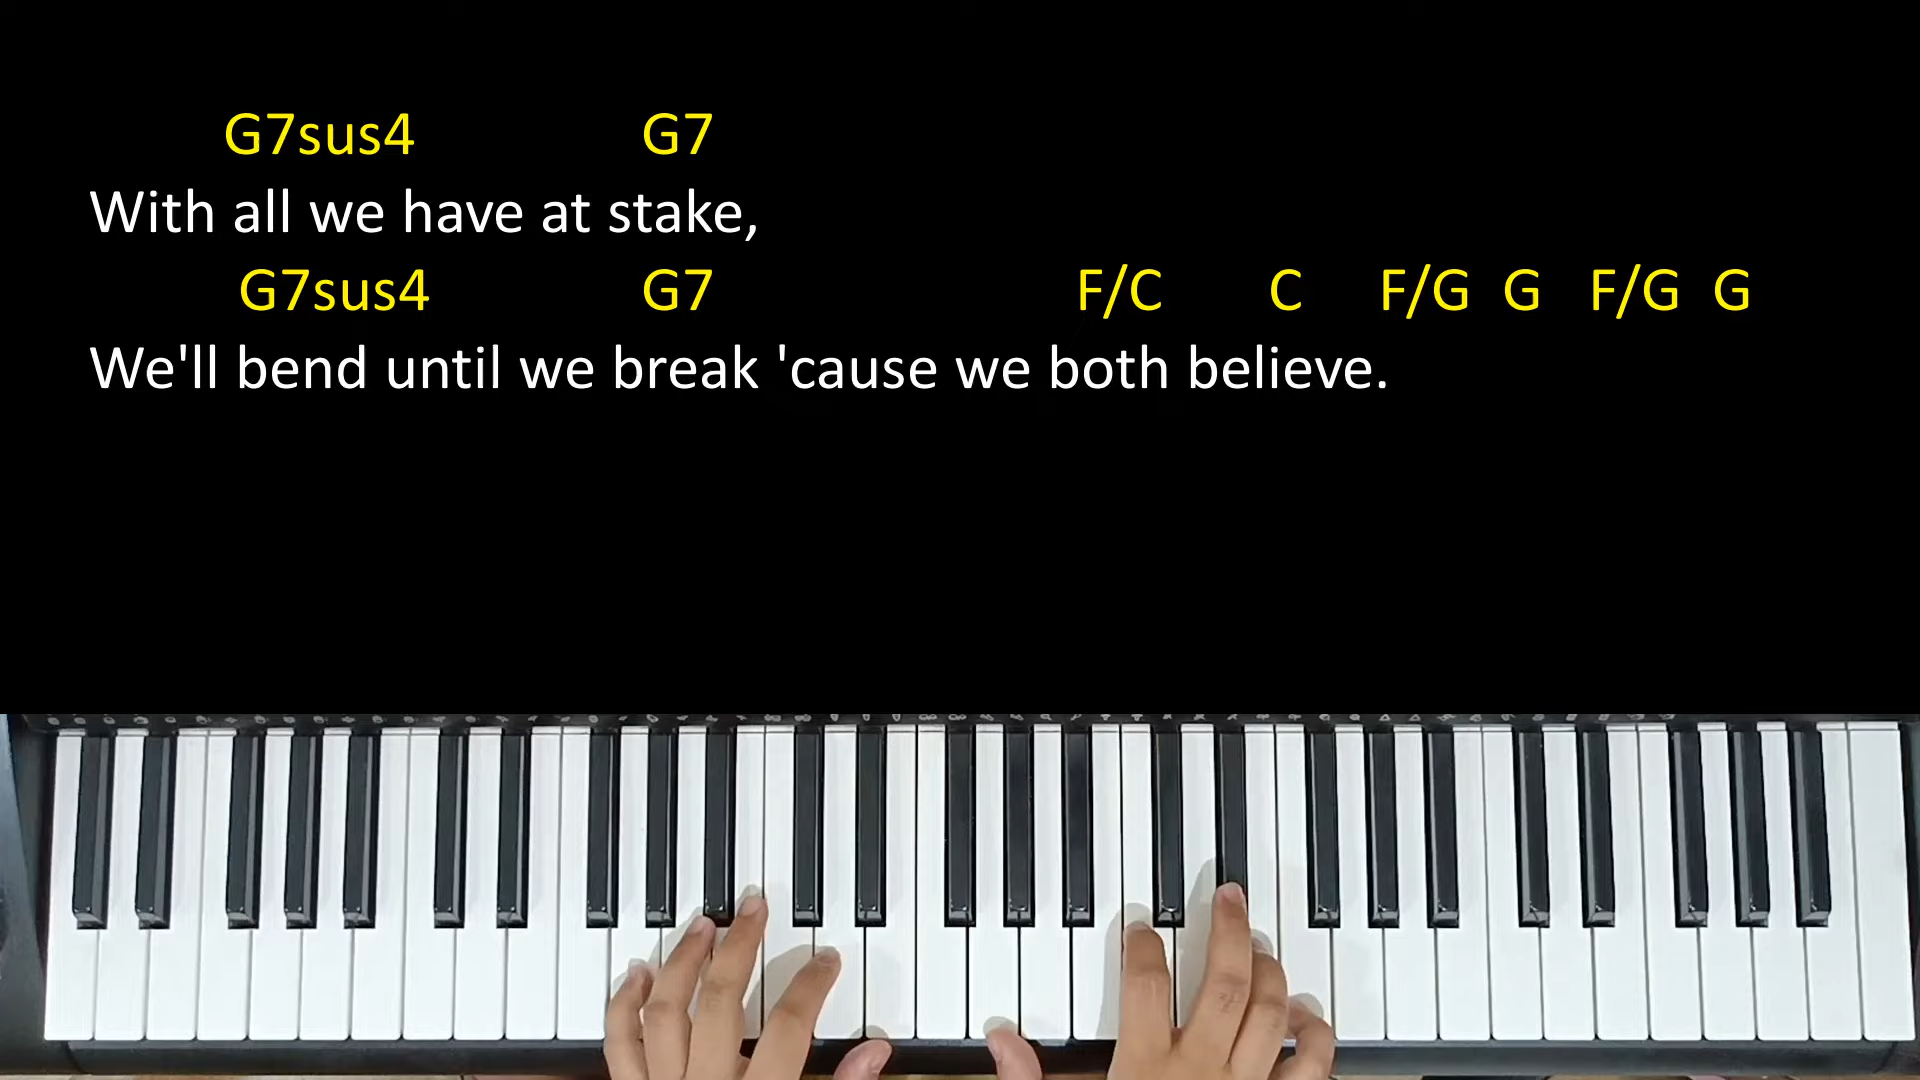 G7sus4 G7
With all we have at stake,
G7sus4 G7 F/C C F/G G F/G G
We'll bend until we break 'cause we both believe.